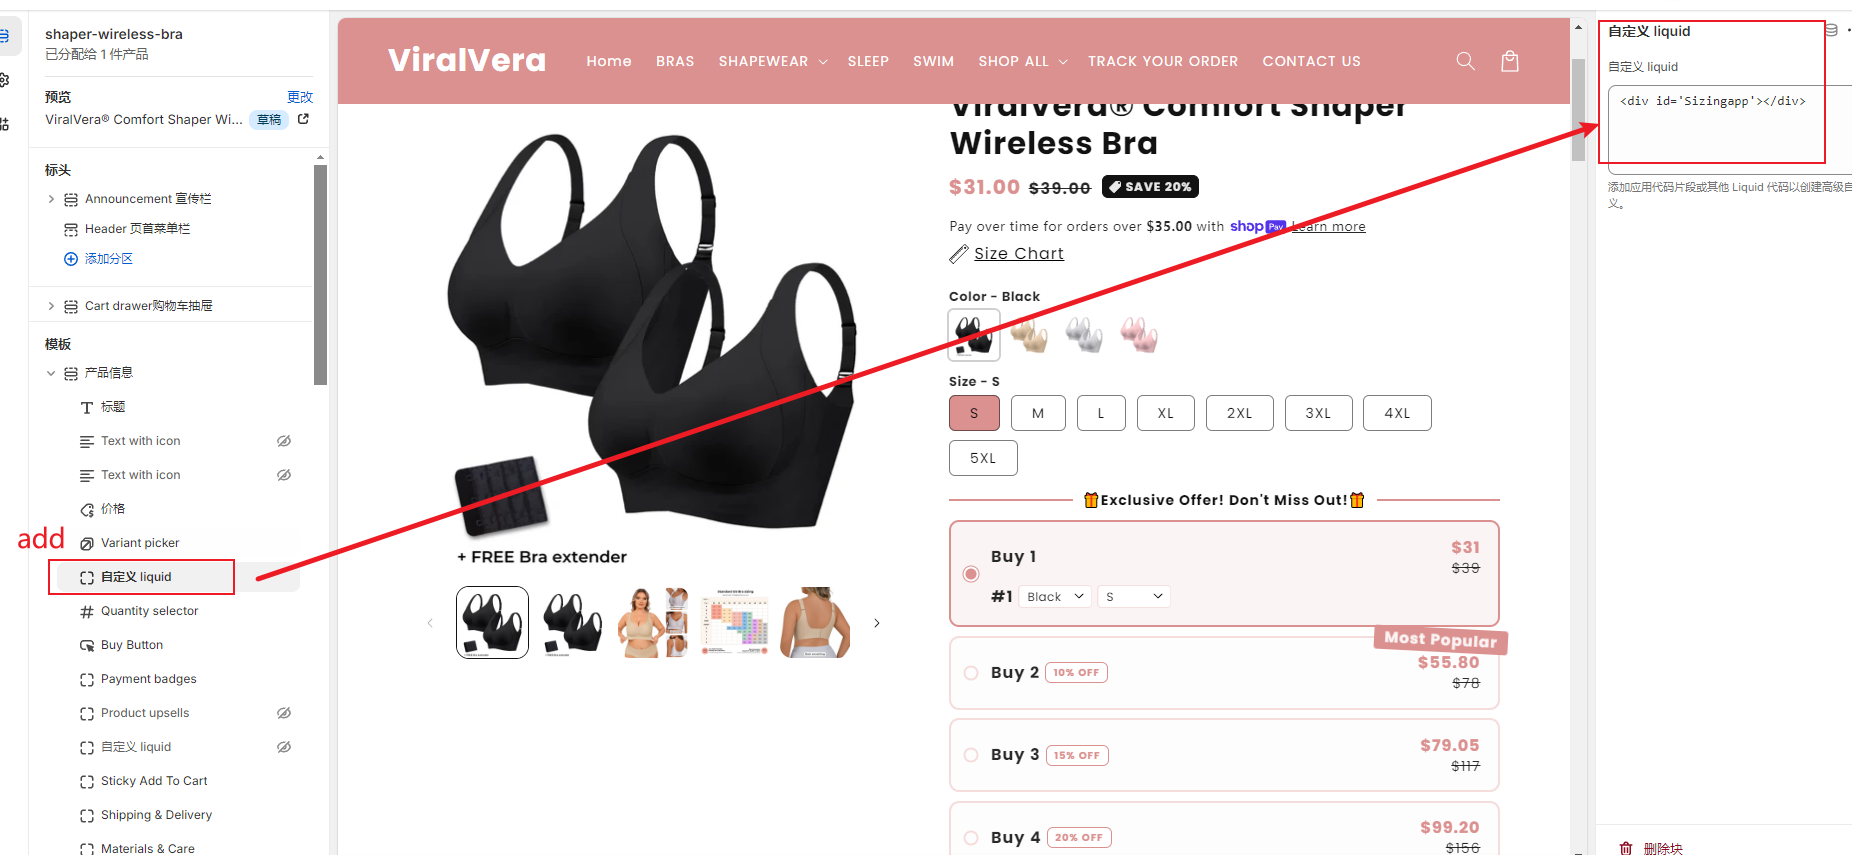 shaper-wireless-bra
已分配给 1 件产品
预览
更改
ViralVera® Comfort Shaper Wi...
草稿
标头
Announcement 宣传栏
Header 页首菜单栏
添加分区
Cart drawer购物车抽屉
模板
产品信息
标题
Text with icon
Text with icon
价格
add
Variant picker
自定义 liquid
Quantity selector
Buy Button
Payment badges
Product upsells
自定义 liquid
Sticky Add To Cart
Shipping & Delivery
Materials & Care
ViralVera
Home
BRAS
SHAPEWEAR
SLEEP
SWIM
SHOP ALL
TRACK YOUR ORDER
CONTACT US
+ FREE Bra extender
ViralVera® Comfort Shaper
Wireless Bra
$31.00 $39.00 SAVE 20%
Pay over time for orders over $35.00 with shop Pay Learn more
Size Chart
Color - Black
Size - S
S
M
L
XL
2XL
3XL
4XL
5XL
Exclusive Offer! Don't Miss Out!
Buy 1
$31
$39
#1 Black S
Most Popular
Buy 2 10% OFF
$55.80
$78
Buy 3 15% OFF
$79.05
$117
Buy 4 20% OFF
$99.20
$156
自定义 liquid
自定义 liquid
<div id='Sizingapp'></div>
添加应用代码片段或其他 Liquid 代码以创建高级自
义。
删除块